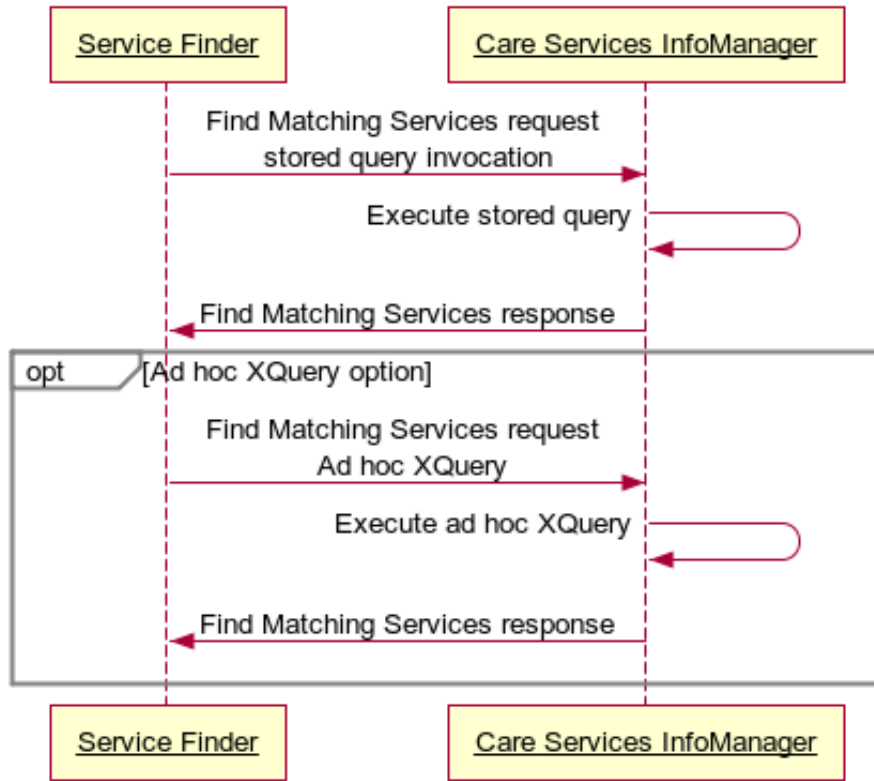 Service Finder
Care Services InfoManager
Find Matching Services request
stored query invocation
Execute stored query
Find Matching Services response
opt
[Ad hoc XQuery option]
Find Matching Services request
Ad hoc XQuery
Execute ad hoc XQuery
Find Matching Services response
Service Finder
Care Services InfoManager